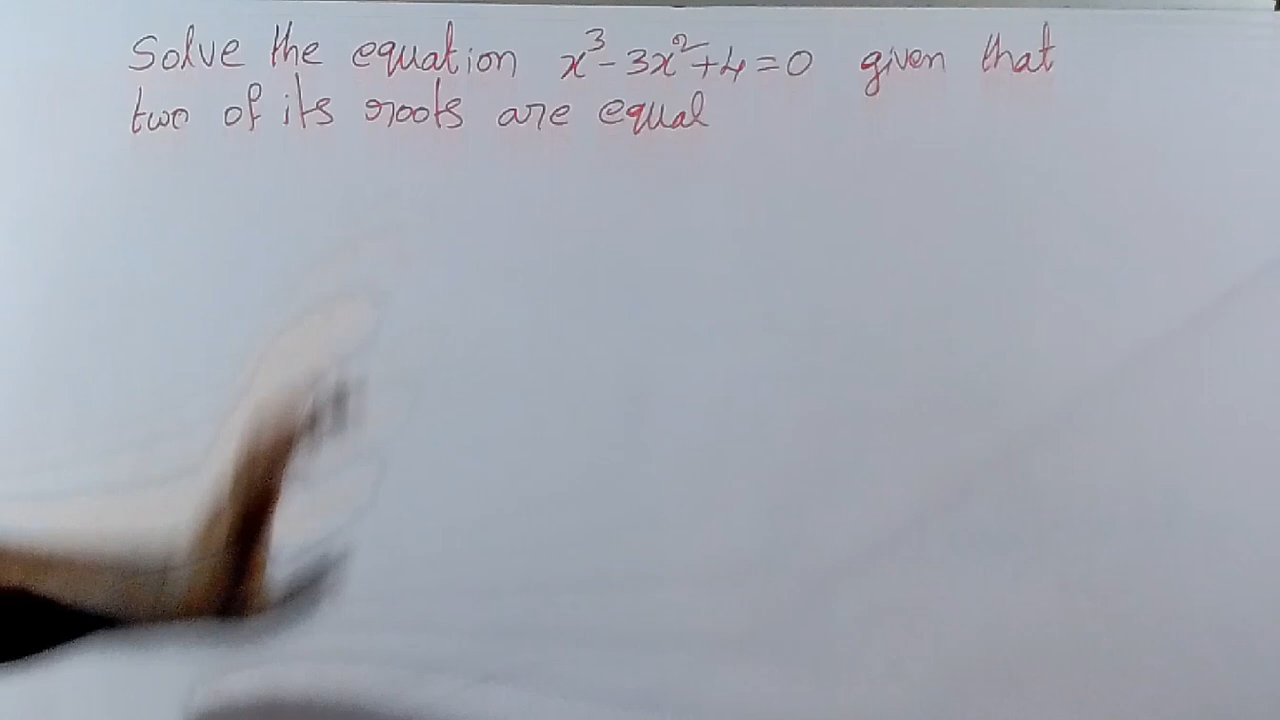 Solve the equation x³-3x²+4=0 given that
two of its roots are equal